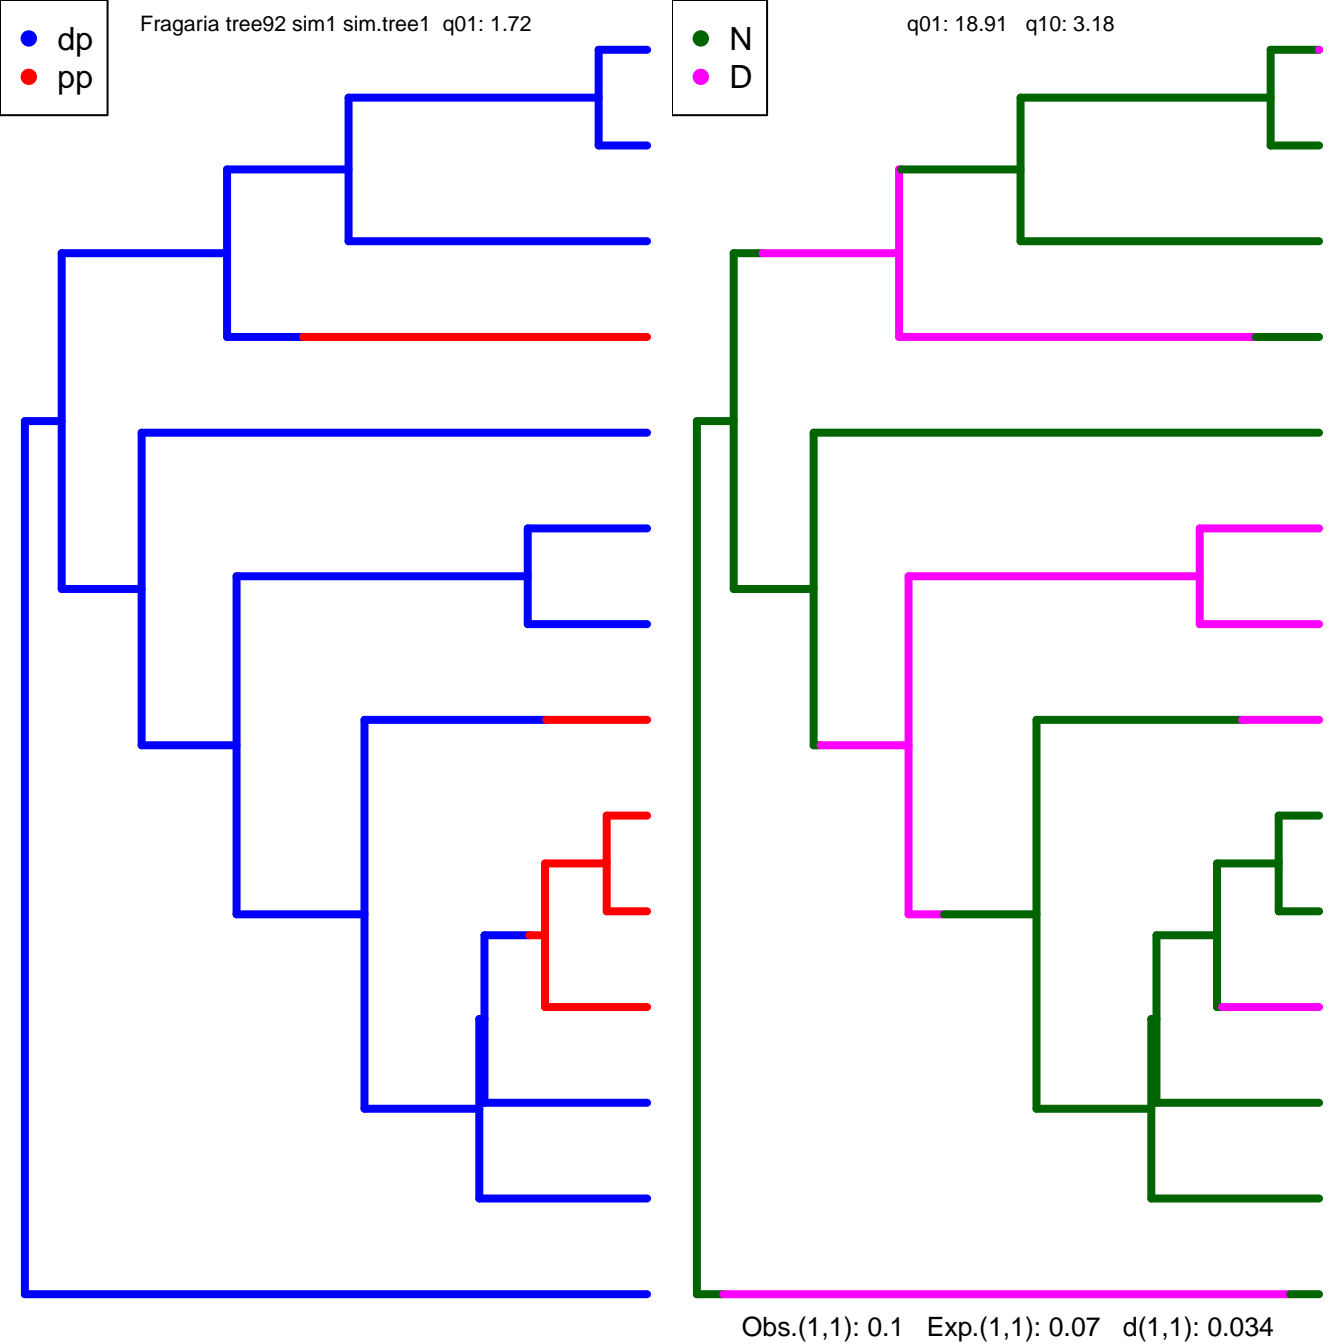 Fragaria tree92 sim1 sim.tree1  q01: 1.72
dp
pp
q01: 18.91   q10: 3.18
N
D
Obs.(1,1): 0.1   Exp.(1,1): 0.07   d(1,1): 0.034